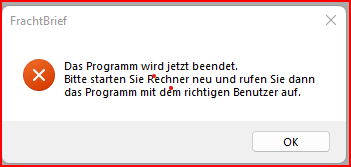 FrachtBrief
Das Programm wird jetzt beendet.
Bitte starten Sie Rechner neu und rufen Sie dann
das Programm mit dem richtigen Benutzer auf.
OK